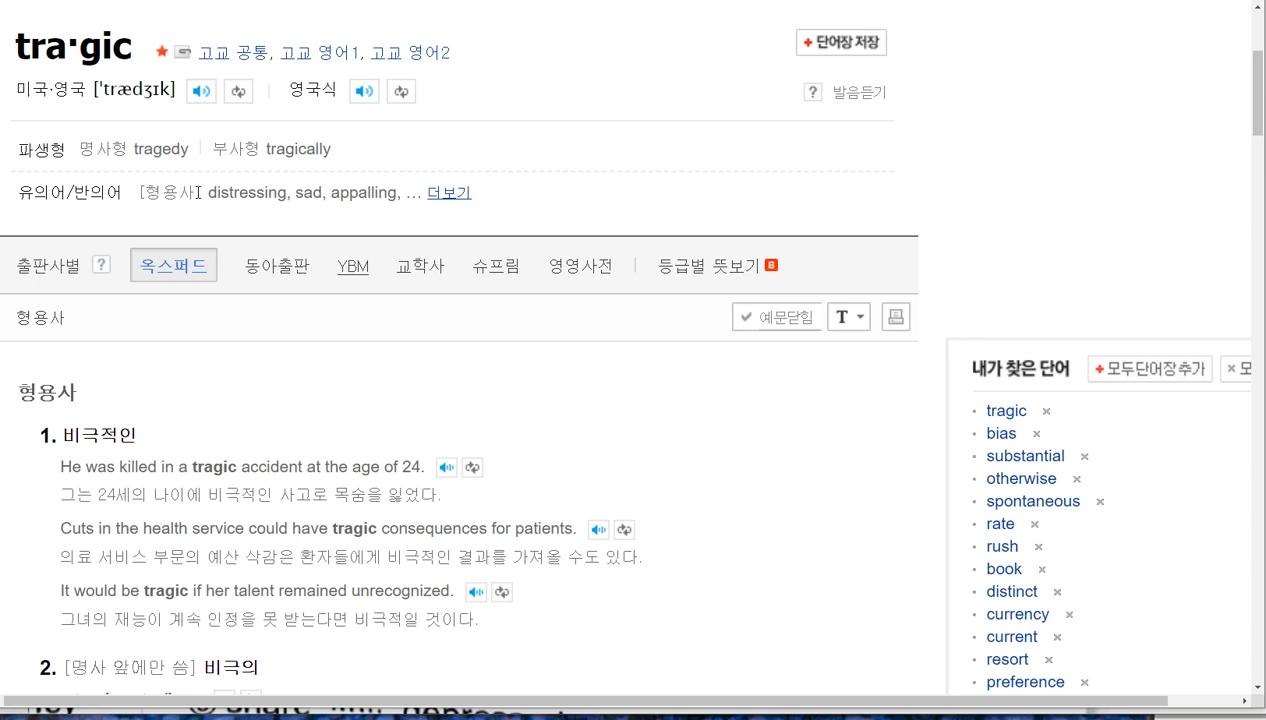 tra·gic 고교 공통, 고교 영어1, 고교 영어2 + 단어장 저장
미국·영국 ['trædʒɪk] 영국식 ? 발음듣기
파생형 명사형 tragedy 부사형 tragically
유의어/반의어 [형용사] distressing, sad, appalling, … 더보기
출판사별 ? 옥스퍼드 동아출판 YBM 교학사 슈프림 영영사전 등급별 뜻보기
형용사 예문닫힘 T
형용사
1. 비극적인
He was killed in a tragic accident at the age of 24.
그는 24세의 나이에 비극적인 사고로 목숨을 잃었다.
Cuts in the health service could have tragic consequences for patients.
의료 서비스 부문의 예산 삭감은 환자들에게 비극적인 결과를 가져올 수도 있다.
It would be tragic if her talent remained unrecognized.
그녀의 재능이 계속 인정을 못 받는다면 비극적일 것이다.
2. [명사 앞에만 씀] 비극의
내가 찾은 단어 + 모두단어장추가 × 모
tragic ×
bias ×
substantial ×
otherwise ×
spontaneous ×
rate ×
rush ×
book ×
distinct ×
currency ×
current ×
resort ×
preference ×